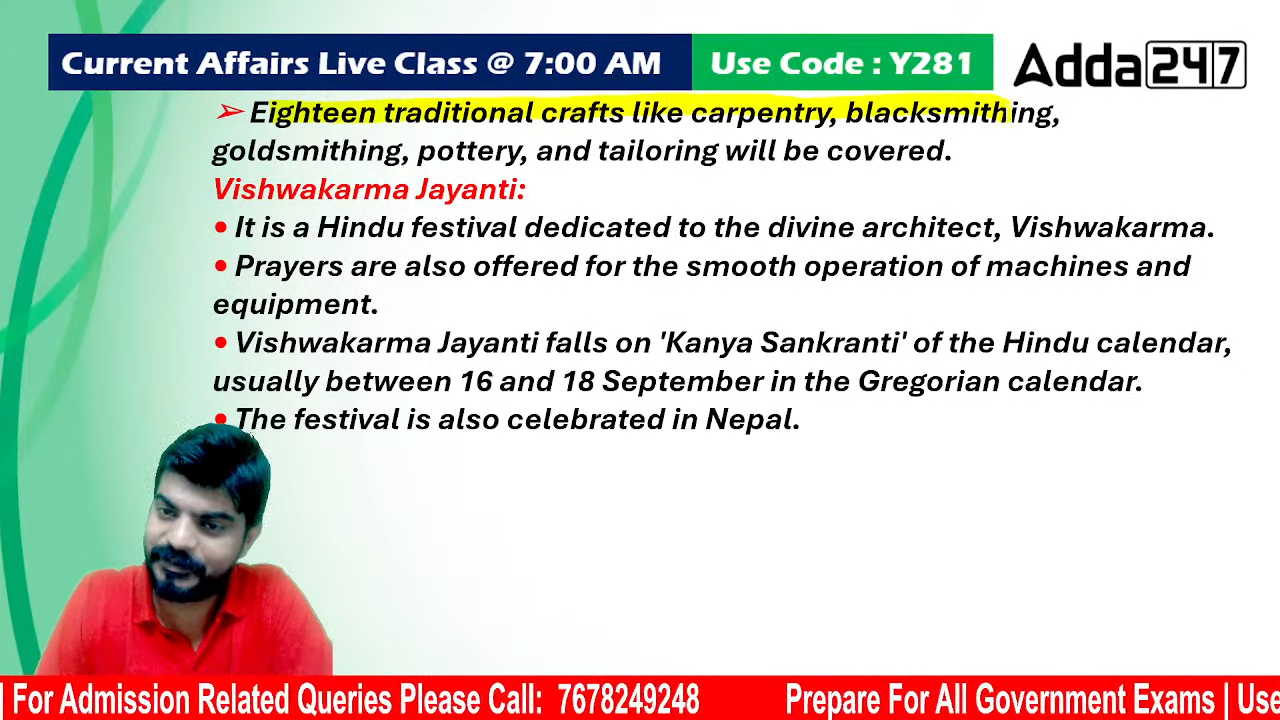 Current Affairs Live Class @ 7:00 AM Use Code : Y281 Adda247
➢ Eighteen traditional crafts like carpentry, blacksmithing,
goldsmithing, pottery, and tailoring will be covered.
Vishwakarma Jayanti:
• It is a Hindu festival dedicated to the divine architect, Vishwakarma.
• Prayers are also offered for the smooth operation of machines and
equipment.
• Vishwakarma Jayanti falls on 'Kanya Sankranti' of the Hindu calendar,
usually between 16 and 18 September in the Gregorian calendar.
• The festival is also celebrated in Nepal.
| For Admission Related Queries Please Call: 7678249248 Prepare For All Government Exams | Use